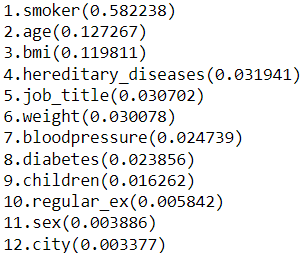 1.smoker(0.582238)
2.age(0.127267)
3.bmi(0.119811)
4.hereditary_diseases(0.031941)
5.job_title(0.030702)
6.weight(0.030078)
7.bloodpressure(0.024739)
8.diabetes(0.023856)
9.children(0.016262)
10.regular_ex(0.005842)
11.sex(0.003886)
12.city(0.003377)